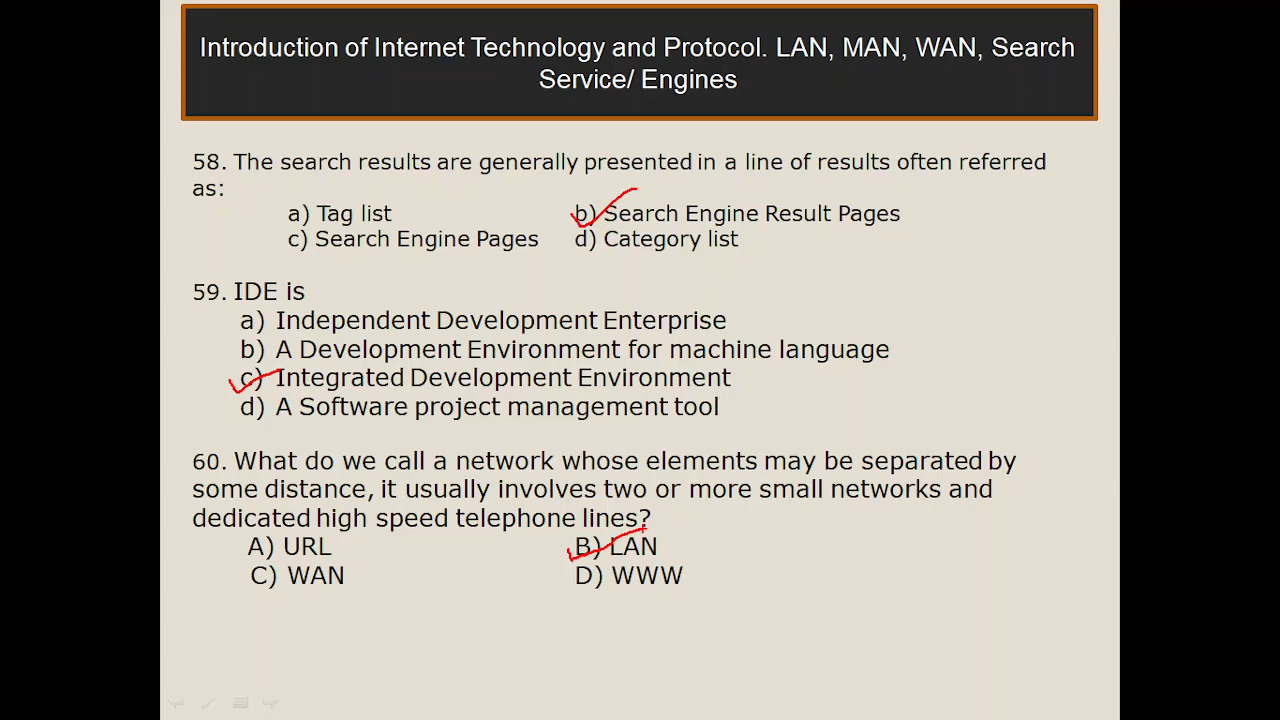 Introduction of Internet Technology and Protocol. LAN, MAN, WAN, Search
Service/ Engines
58. The search results are generally presented in a line of results often referred
as:
a) Tag list b) Search Engine Result Pages
c) Search Engine Pages d) Category list
59. IDE is
a) Independent Development Enterprise
b) A Development Environment for machine language
c) Integrated Development Environment
d) A Software project management tool
60. What do we call a network whose elements may be separated by
some distance, it usually involves two or more small networks and
dedicated high speed telephone lines?
A) URL B) LAN
C) WAN D) WWW